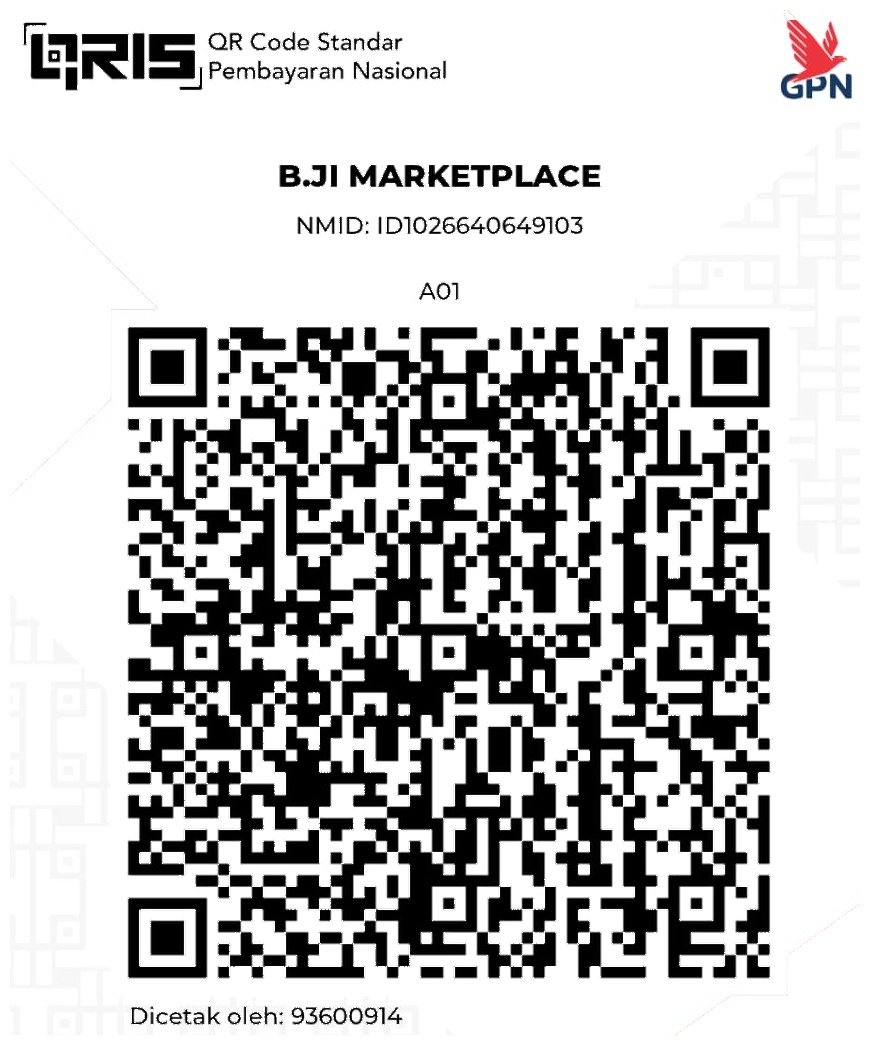 QRIS
QR Code Standar
Pembayaran Nasional
GPN
B.JI MARKETPLACE
NMID: ID1026640649103
A01
Dicetak oleh: 93600914